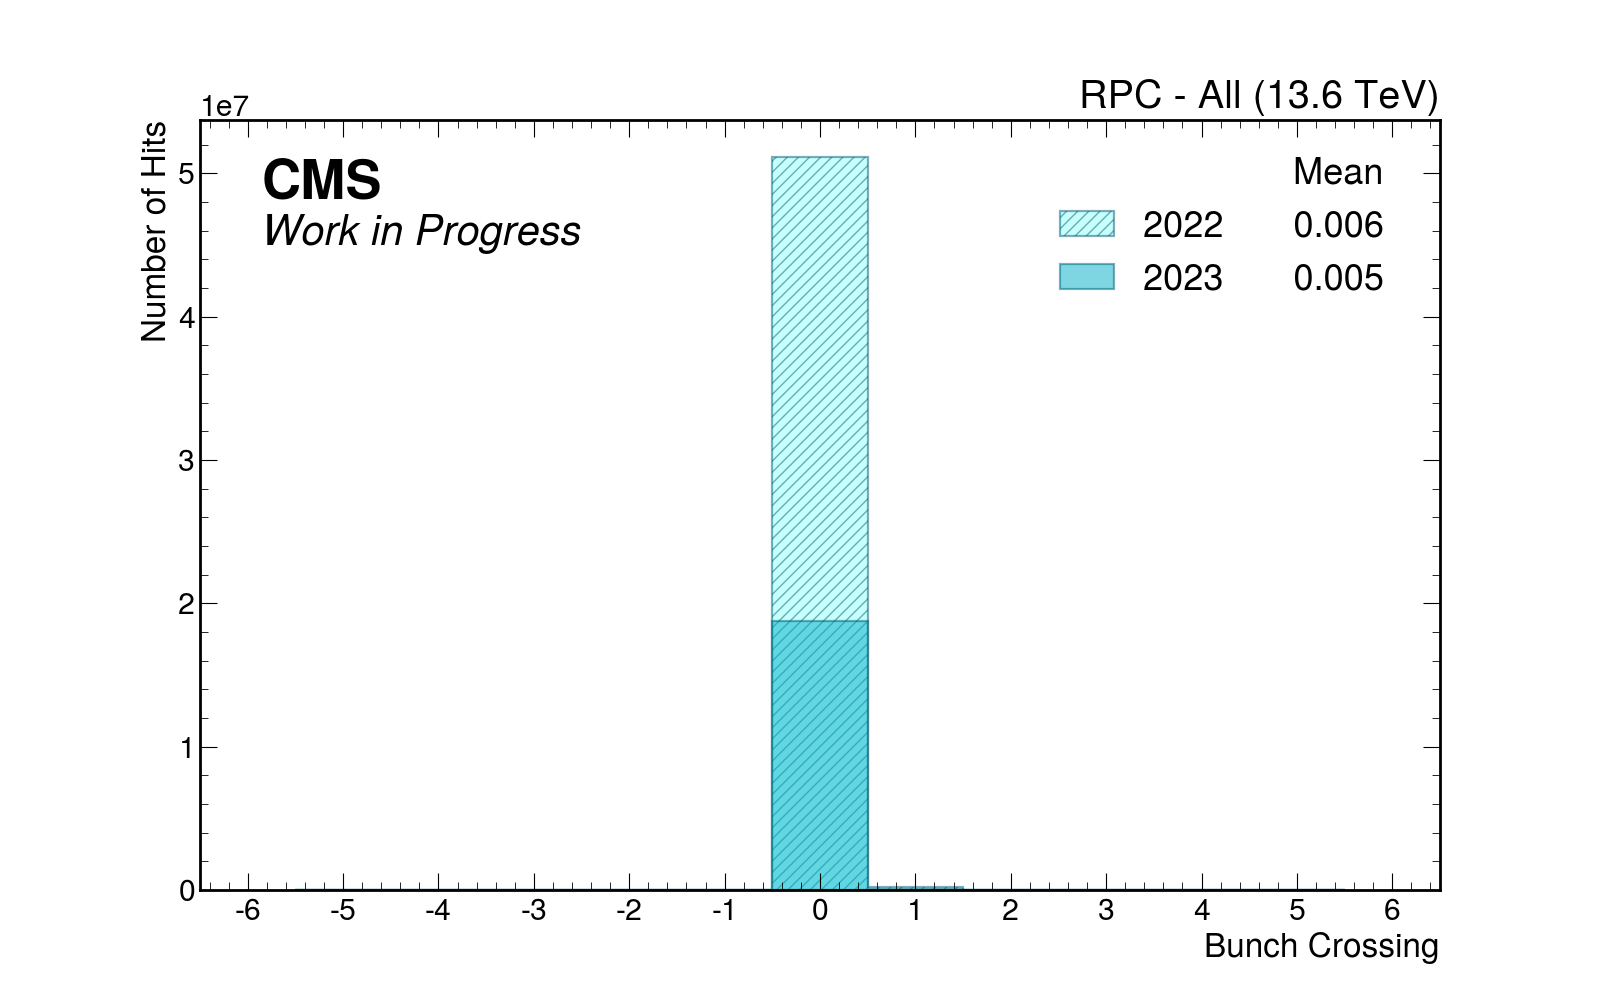 RPC - All (13.6 TeV)
1e7
Number of Hits
CMS
Work in Progress
Mean
2022 0.006
2023 0.005
5
4
3
2
1
0
-6 -5 -4 -3 -2 -1 0 1 2 3 4 5 6
Bunch Crossing